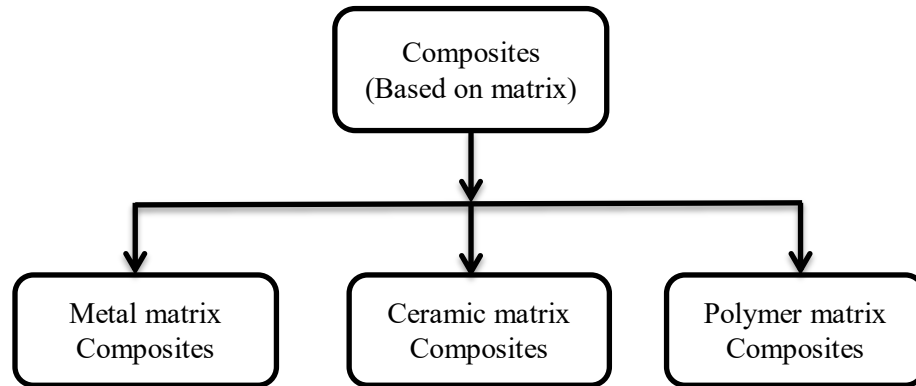 Composites
(Based on matrix)
Metal matrix
Composites
Ceramic matrix
Composites
Polymer matrix
Composites